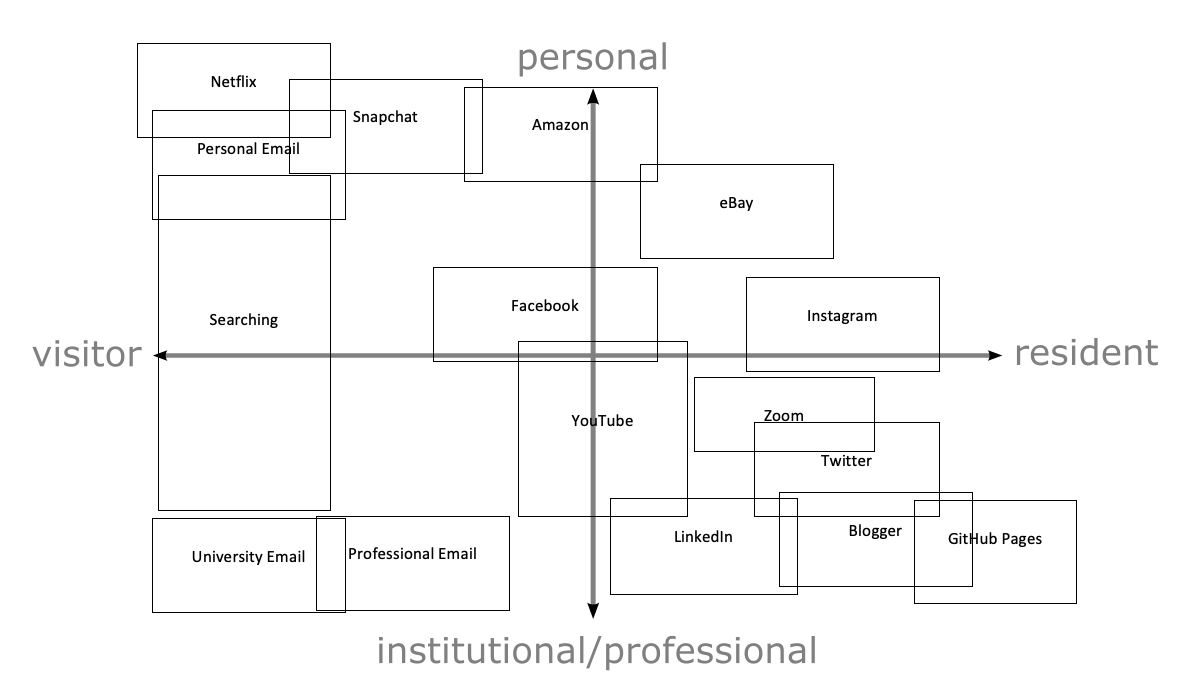 personal
Netflix
Snapchat
Amazon
Personal Email
eBay
Facebook
Instagram
Searching
visitor
resident
Zoom
YouTube
Twitter
Blogger
LinkedIn
GitHub Pages
University Email
Professional Email
institutional/professional